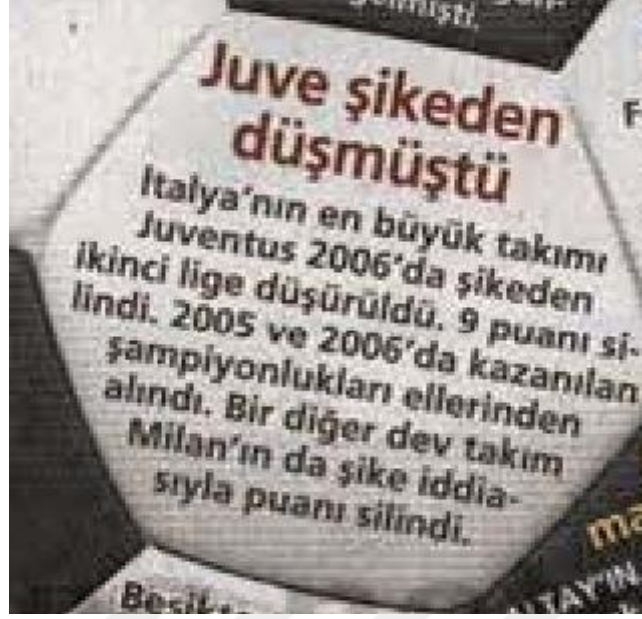 gelmişti.
Juve şikeden
düşmüştü
İtalya'nın en büyük takımı
Juventus 2006'da şikeden
ikinci lige düşürüldü. 9 puanı si-
lindi. 2005 ve 2006'da kazanılan
şampiyonlukları ellerinden
alındı. Bir diğer dev takım
Milan'ın da şike iddia-
sıyla puanı silindi.